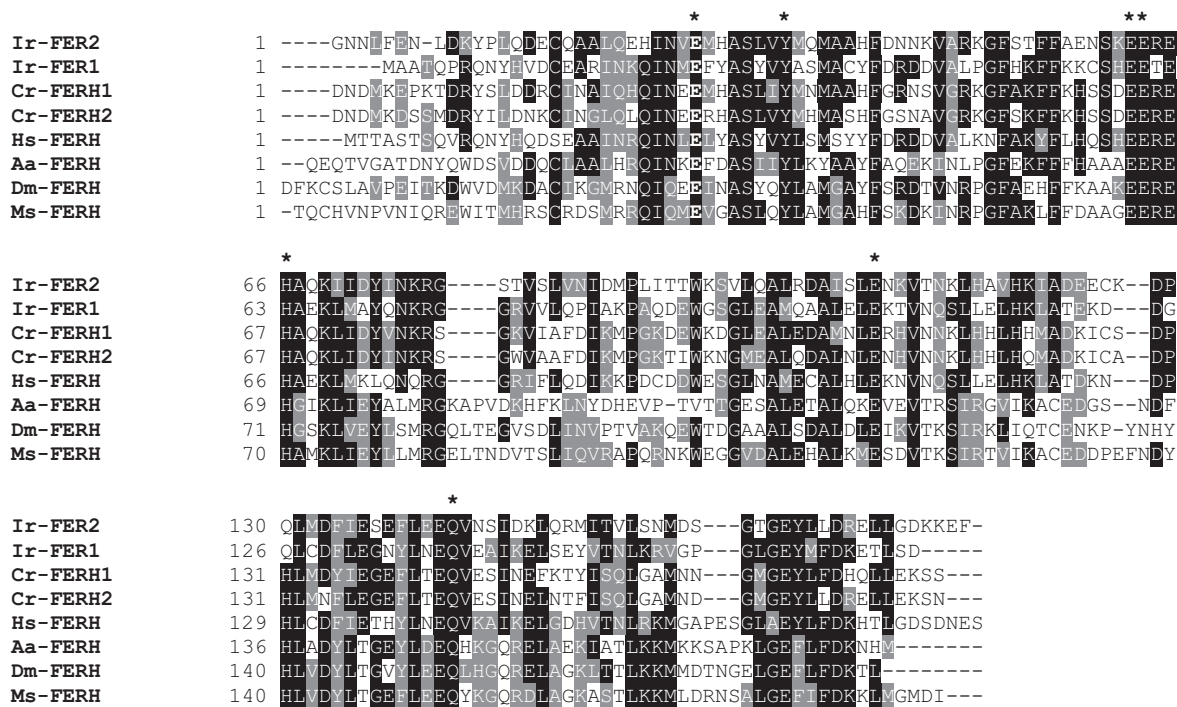 * * **
Ir-FER2 1 ----GNNLFEN-LDKYPLQDECQAALQEHINVEMHASLVYMQMAAHFDNNKVARKGFSTFFAENSKEERE
Ir-FER1 1 --------MAATQPRQNYHVDCEARINKQINMEFYASYVYASMACYFDRDDVALPGFHKFFKKCSHEETE
Cr-FERH1 1 ----DNDMKEPKTDRYSLDDRCINAIQHQINEEMHASLIYMNMAAHFGRNSVGRKGFAKFFKHSSDEERE
Cr-FERH2 1 ----DNDMKDSSMDRYILDNKCINGLQLQINEERHASLVYMHMASHFGSNAVGRKGFSKFFKHSSDEERE
Hs-FERH 1 -----MTTASTSQVRQNYHQDSEAAINRQINLELYASYVYLSMSYYFDRDDVALKNFAKYFLHQSHEERE
Aa-FERH 1 --QEQTVGATDNYQWDSVDDQCLAALHRQINKEFDASIIYLKYAAYFAQEKINLPGFEKFFFHAAAEERE
Dm-FERH 1 DFKCSLAVPEITKDWVDMKDACIKGMRNQIQEEINASYQYLAMGAYFSRDTVNRPGFAEHFFKAAKEERE
Ms-FERH 1 -TQCHVNPVNIQREWITMHRSCRDSMRRQIQMEVGASLQYLAMGAHFSKDKINRPGFAKLFFDAAGEERE
* *
Ir-FER2 66 HAQKIIDYINKRG----STVSLVNIDMPLITTWKSVLQALRDAISLENKVTNKLHAVHKIADEECK--DP
Ir-FER1 63 HAEKLMAYQNKRG----GRVVLQPIAKPAQDEWGSGLEAMQAALELEKTVNQSLLELHKLATEKD--DG
Cr-FERH1 67 HAQKLIDYVNKRS----GKVIAFDIKMPGKDEWKDGLEALEDAMNLERHVNNKLHHLHHMADKICS-DP
Cr-FERH2 67 HAQKLIDYINKRS----GWVAAFDIKMPGKTIWKNGMEALQDALNLENHVNNKLHHLHQMADKICA-DP
Hs-FERH 66 HAEKLMKLQNQRG----GRIFLQDIKKPDCDDWESGLNAMECALHLEKNVNQSLLELHKLATDKN--DP
Aa-FERH 69 HGIKLIEYALMRGKAPVDKHFKLNYDHEVP-TVTTGESALETALQKEVEVTRSIRGVIKACEDGS--NDF
Dm-FERH 71 HGSKLVEYLSMRGQLTEGVSDLINVPTVAKQEWTDGAAALSDALDLEIKVTKSIRKLIQTCENKP-YNHY
Ms-FERH 70 HAMKLIEYLLMRGELTNDVTSLIQVRAPQRNKWEGGVDALEHALKMESDVTKSIRTVIKACEDDPEFNDY
*
Ir-FER2 130 QLMDFIESEFLEEQVNSIDKLQRMITVLSNMDS---GTGEYLLDRELLGDKKEF-
Ir-FER1 126 QLCDFLEGNYLNEQVEAIKELSEYVTNLKRVGP---GLGEYMFDKETLSD-----
Cr-FERH1 131 HLMDYIEGEFLTEQVESINEFKTYISQLGAMNN---GMGEYLFDHQLLEKSS---
Cr-FERH2 131 HLMNFLEGEFLTEQVESINELNTFISQLGAMND---GMGEYLLDRELLEKSN---
Hs-FERH 129 HLCDFIETHYLNEQVKAIKELGDHVTNLRKMGAPESGLAEYLFDKHTLGDSDNES
Aa-FERH 136 HLADYLTGEYLDEQHKGQRELAEKIATLKKMKKSAPKLGEFLFDKNHM-------
Dm-FERH 140 HLVDYLTGVYLEEQLHGQRELAGKLTTLKKMMDTNGELGEFLFDKTL--------
Ms-FERH 140 HLVDYLTGEFLEEQYKGQRDLAGKASTLKKMLDRNSALGEFIFDKKLMGMDI---